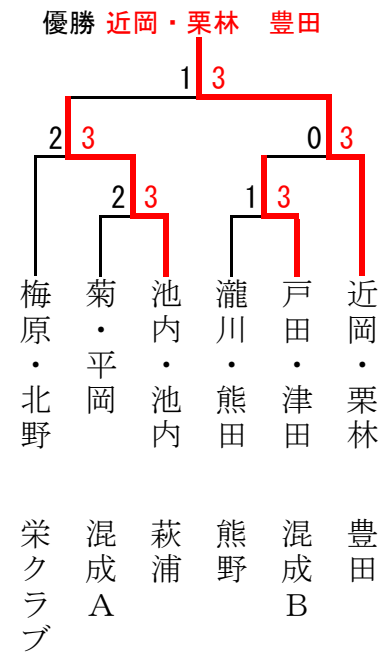 優勝 近岡・栗林 豊田
1 3
2 3
0 3
2 3
1 3
梅原・北野 栄クラブ
菊・平岡 混成A
池内・池内 萩浦
瀧川・熊田 熊野
戸田・津田 混成B
近岡・栗林 豊田